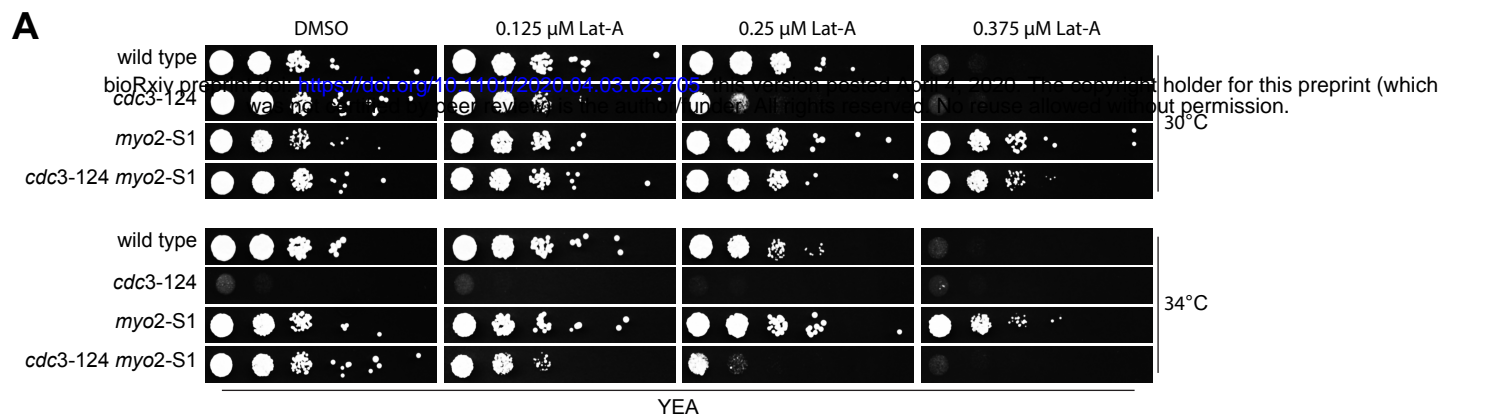 A
DMSO 0.125 µM Lat-A 0.25 µM Lat-A 0.375 µM Lat-A
wild type
bioRxiv preprint doi: https://doi.org/10.1101/2020.04.03.023705; this version posted April 4, 2020. The copyright holder for this preprint (which
cdc3-124
was not certified by peer review) is the author/funder. All rights reserved. No reuse allowed without permission.
30°C
myo2-S1
cdc3-124 myo2-S1
wild type
cdc3-124
34°C
myo2-S1
cdc3-124 myo2-S1
YEA